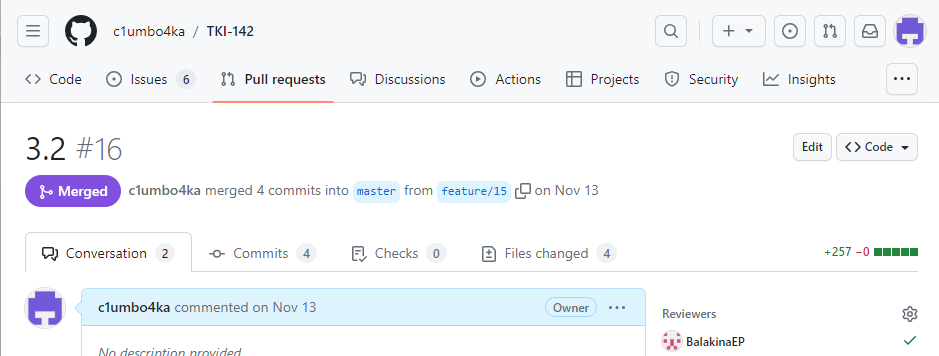 c1umbo4ka / TKI-142
Code Issues 6 Pull requests Discussions Actions Projects Security Insights
3.2 #16
Edit Code
Merged c1umbo4ka merged 4 commits into master from feature/15 on Nov 13
Conversation 2 Commits 4 Checks 0 Files changed 4 +257 −0
c1umbo4ka commented on Nov 13 Owner
Reviewers
BalakinaEP
No description provided